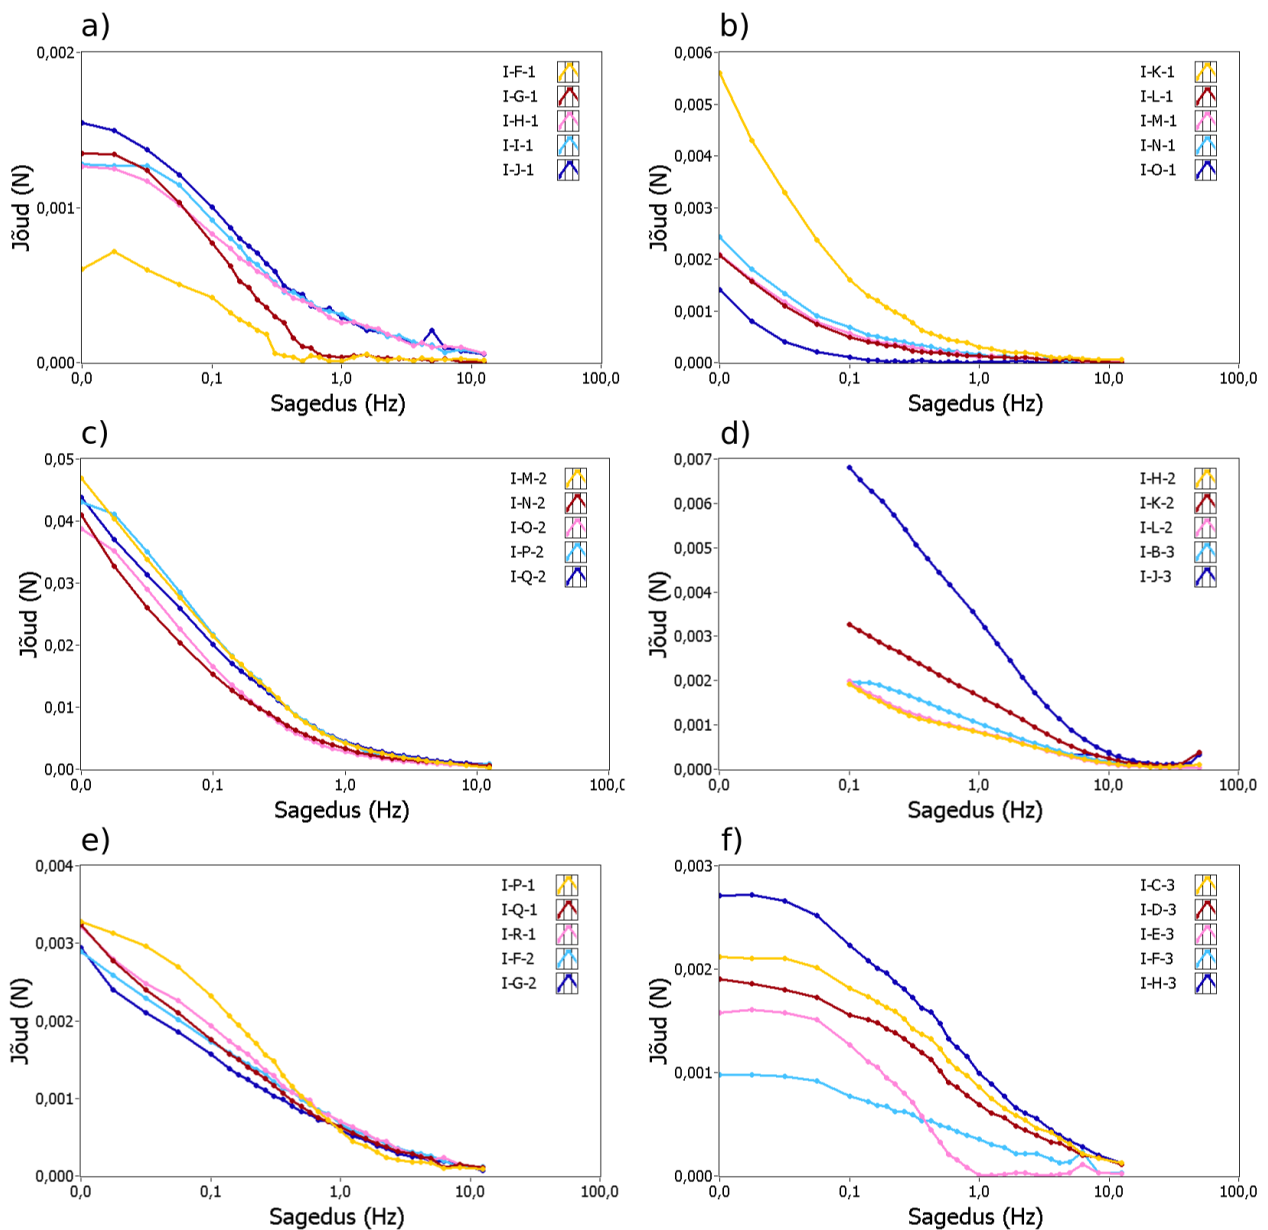 a)
0,002
0,001
0,000
Jõud (N)
0,0 0,1 1,0 10,0 100,0
Sagedus (Hz)
I-F-1
I-G-1
I-H-1
I-I-1
I-J-1
b)
0,006
0,005
0,004
0,003
0,002
0,001
0,000
Jõud (N)
0,0 0,1 1,0 10,0 100,0
Sagedus (Hz)
I-K-1
I-L-1
I-M-1
I-N-1
I-O-1
c)
0,05
0,04
0,03
0,02
0,01
0,00
Jõud (N)
0,0 0,1 1,0 10,0 100,0
Sagedus (Hz)
I-M-2
I-N-2
I-O-2
I-P-2
I-Q-2
d)
0,007
0,006
0,005
0,004
0,003
0,002
0,001
0,000
Jõud (N)
0,0 0,1 1,0 10,0 100,0
Sagedus (Hz)
I-H-2
I-K-2
I-L-2
I-B-3
I-J-3
e)
0,004
0,003
0,002
0,001
0,000
Jõud (N)
0,0 0,1 1,0 10,0 100,0
Sagedus (Hz)
I-P-1
I-Q-1
I-R-1
I-F-2
I-G-2
f)
0,003
0,002
0,001
0,000
Jõud (N)
0,0 0,1 1,0 10,0 100,0
Sagedus (Hz)
I-C-3
I-D-3
I-E-3
I-F-3
I-H-3